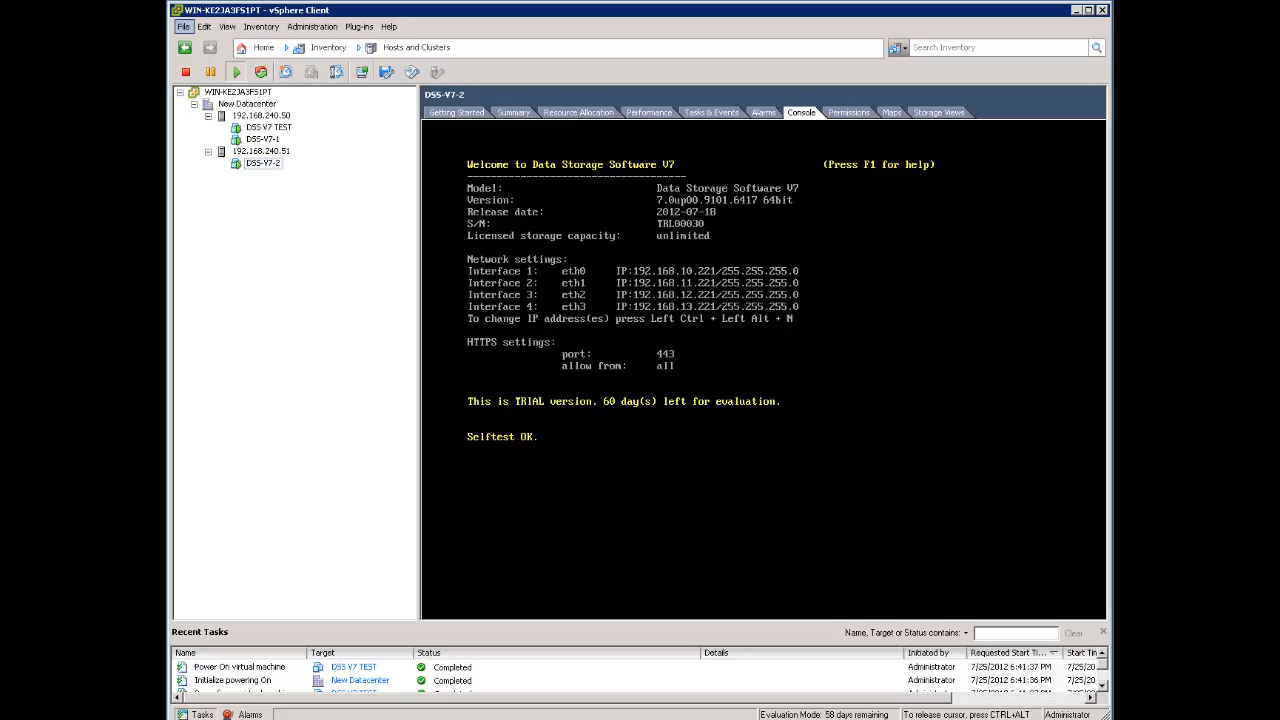 WIN-KE2JA3FS1PT - vSphere Client
File Edit View Inventory Administration Plug-ins Help
Home Inventory Hosts and Clusters Search Inventory
WIN-KE2JA3FS1PT
New Datacenter
192.168.240.50
DSS V7 TEST
DSS-V7-1
192.168.240.51
DSS-V7-2
DSS-V7-2
Getting Started Summary Resource Allocation Performance Tasks & Events Alarms Console Permissions Maps Storage Views
Welcome to Data Storage Software V7 (Press F1 for help)
Model: Data Storage Software V7
Version: 7.0up00.9101.6417 64bit
Release date: 2012-07-18
S/N: TRL00030
Licensed storage capacity: unlimited
Network settings:
Interface 1: eth0 IP:192.168.10.221/255.255.255.0
Interface 2: eth1 IP:192.168.11.221/255.255.255.0
Interface 3: eth2 IP:192.168.12.221/255.255.255.0
Interface 4: eth3 IP:192.168.13.221/255.255.255.0
To change IP address(es) press Left Ctrl + Left Alt + N
HTTPS settings:
port: 443
allow from: all
This is TRIAL version. 60 day(s) left for evaluation.
Selftest OK.
Recent Tasks Name, Target or Status contains: Clear
Name Target Status Details Initiated by Requested Start Ti... Start Tin
Power On virtual machine DSS V7 TEST Completed Administrator 7/25/2012 6:41:37 PM 7/25/20
Initialize powering On New Datacenter Completed Administrator 7/25/2012 6:41:36 PM 7/25/20
Tasks Alarms Evaluation Mode: 58 days remaining To release cursor, press CTRL+ALT Administrator